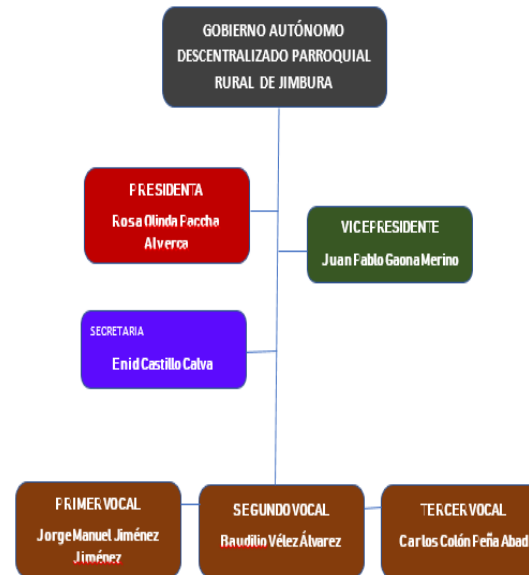 GOBIERNO AUTÓNOMO
DESCENTRALIZADO PARROQUIAL
RURAL DE JIMBURA
PRESIDENTA
Rosa Olinda Paccha
Alverca
VICEPRESIDENTE
Juan Pablo Gaona Merino
SECRETARIA
Enid Castillo Calva
PRIMER VOCAL
Jorge Manuel Jiménez
Jiménez
SEGUNDO VOCAL
Baudilio Vélez Álvarez
TERCER VOCAL
Carlos Colón Peña Abad